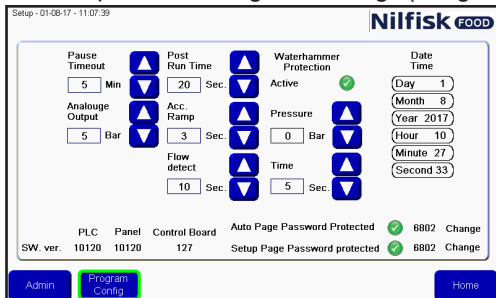 Setup - 01-08-17 - 11:07:39
Nilfisk FOOD
Pause Timeout
5 Min
Post Run Time
20 Sec.
Waterhammer Protection
Active
Date Time
Day 1
Month 8
Year 2017
Hour 10
Minute 27
Second 33
Analouge Output
5 Bar
Acc. Ramp
3 Sec.
Pressure
0 Bar
Flow detect
10 Sec.
Time
5 Sec.
PLC Panel Control Board
SW. ver. 10120 10120 127
Auto Page Password Protected 6802 Change
Setup Page Password protected 6802 Change
Admin
Program Config
Home